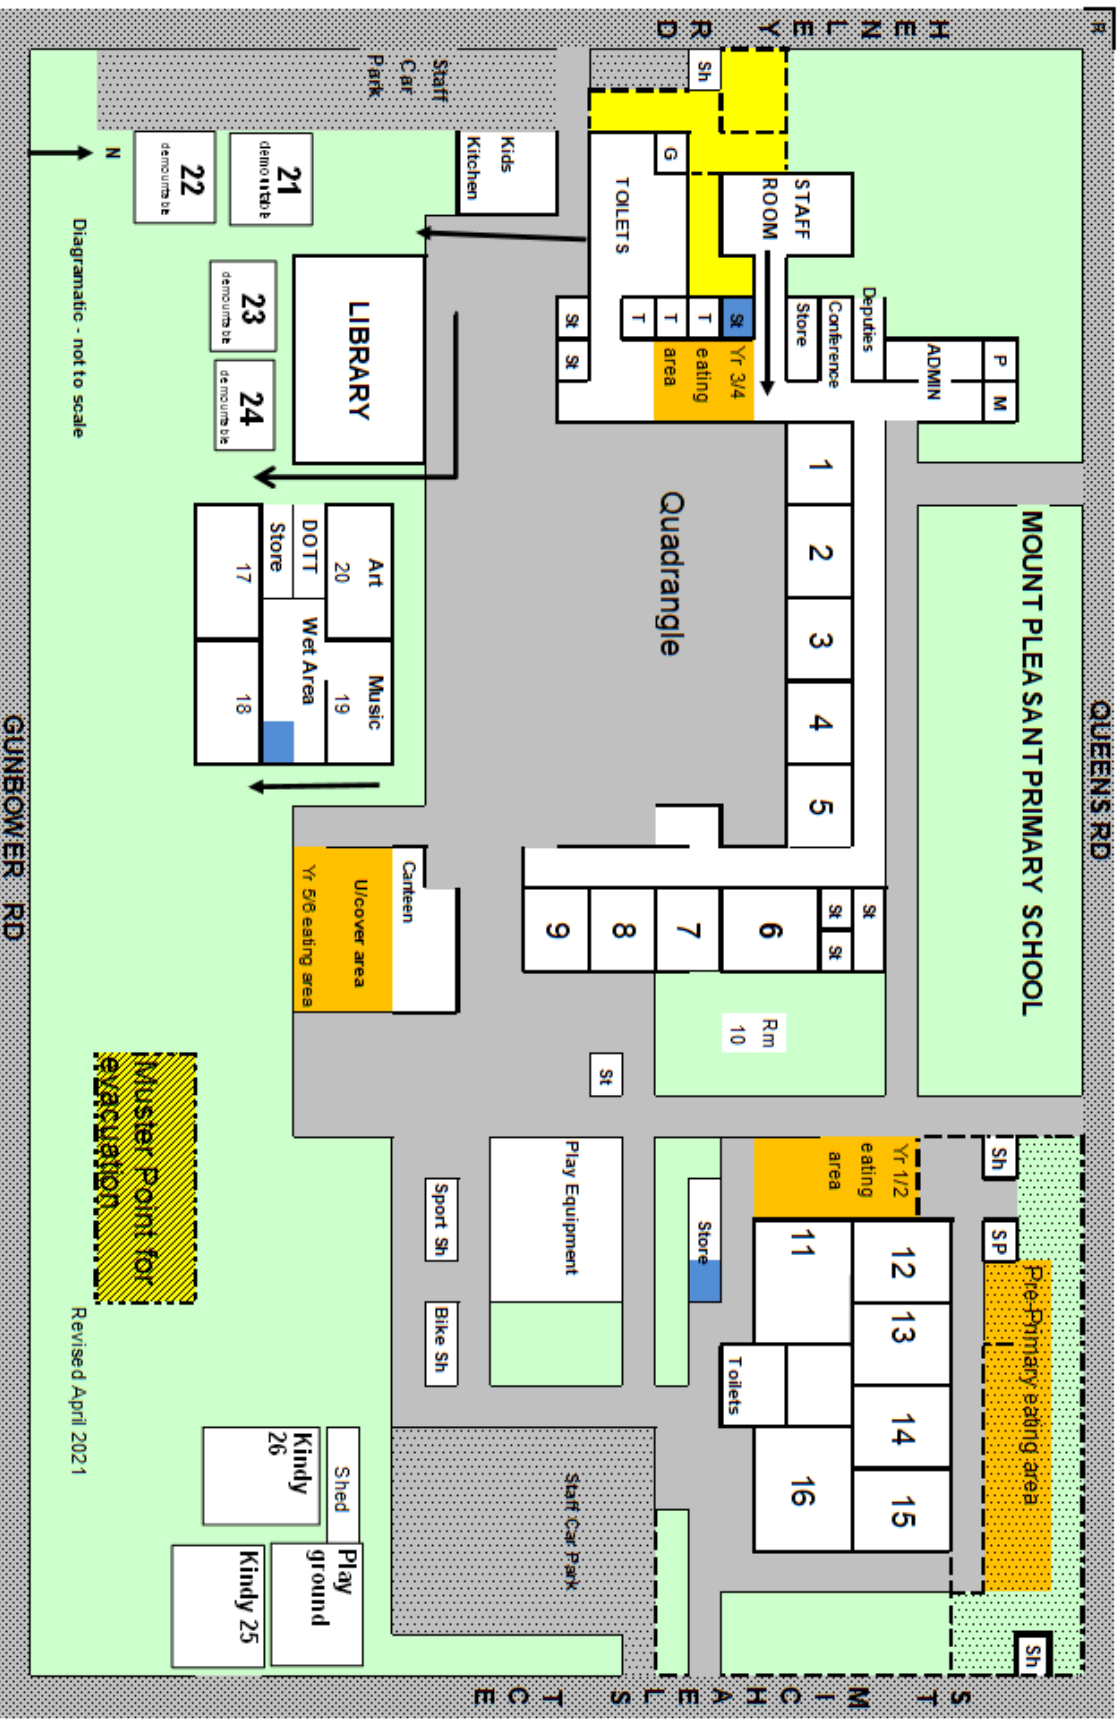 R
QUEENS RD
HENLEY
RD
ST MICHAELS TCE
MOUNT PLEASANT PRIMARY SCHOOL
P
M
ADMIN
Deputies
Conference
Store
STAFF
ROOM
Sh
G
TOILETS
St
T
T
T
St
St
Yr 3/4
eating
area
1
2
3
4
5
Quadrangle
St
St
St
6
7
8
9
Rm
10
St
Sh
SP
Pre-Primary eating area
Sh
Yr 1/2
eating
area
12
13
14
15
11
16
Toilets
Store
Play Equipment
Staff Car Park
Sport Sh
Bike Sh
Kids
Kitchen
Staff
Car
Park
LIBRARY
21
demountable
22
demountable
23
demountable
24
demountable
Art
20
Music
19
DOTT
Store
Wet Area
17
18
Canteen
U/cover area
Yr 5/6 eating area
Muster Point for
evacuation
Shed
Kindy
26
Play
ground
Kindy 25
N
Diagramatic - not to scale
Revised April 2021
GUNBOWER RD